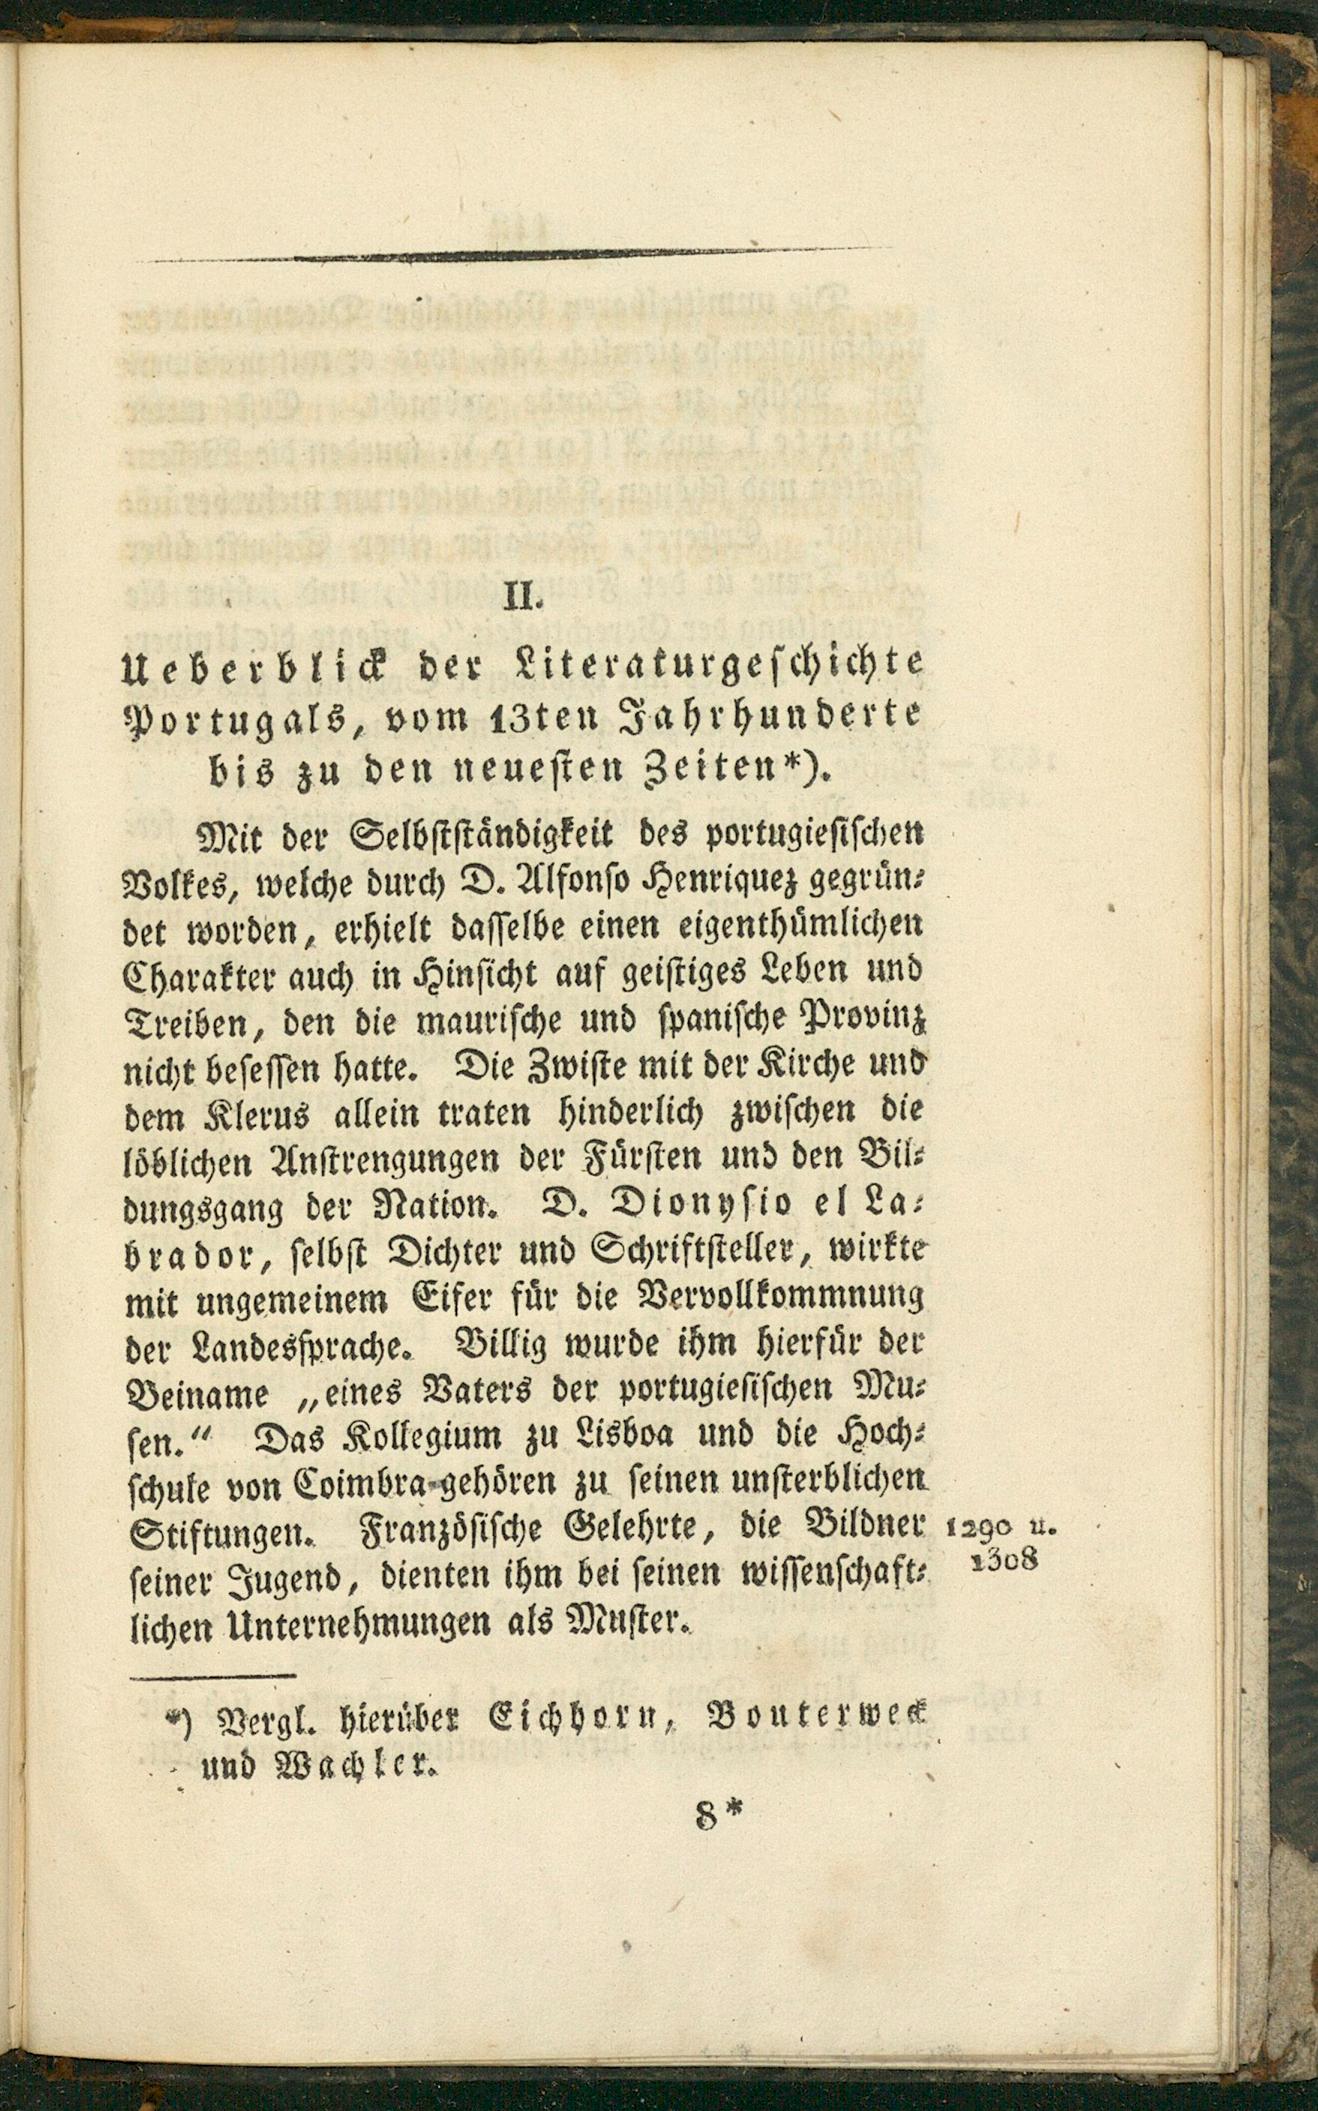 II.
Ueberblick der Literaturgeschichte
Portugals, vom 13ten Jahrhunderte
bis zu den neuesten Zeiten*).
Mit der Selbstständigkeit des portugiesischen
Volkes, welche durch D. Alfonso Henriquez gegrün-
det worden, erhielt dasselbe einen eigenthümlichen
Charakter auch in Hinsicht auf geistiges Leben und
Treiben, den die maurische und spanische Provinz
nicht besessen hatte. Die Zwiste mit der Kirche und
dem Klerus allein traten hinderlich zwischen die
löblichen Anstrengungen der Fürsten und den Bil-
dungsgang der Nation. D. Dionysio el La-
brador, selbst Dichter und Schriftsteller, wirkte
mit ungemeinem Eifer für die Vervollkommnung
der Landessprache. Billig wurde ihm hierfür der
Beiname „eines Vaters der portugiesischen Mu-
sen.“ Das Kollegium zu Lisboa und die Hoch-
schule von Coimbra gehören zu seinen unsterblichen
Stiftungen. Französische Gelehrte, die Bildner
1290 u.
1308
seiner Jugend, dienten ihm bei seinen wissenschaft-
lichen Unternehmungen als Muster.
*) Vergl. hierüber Eichhorn, Bouterweck
und Wachler.
8*